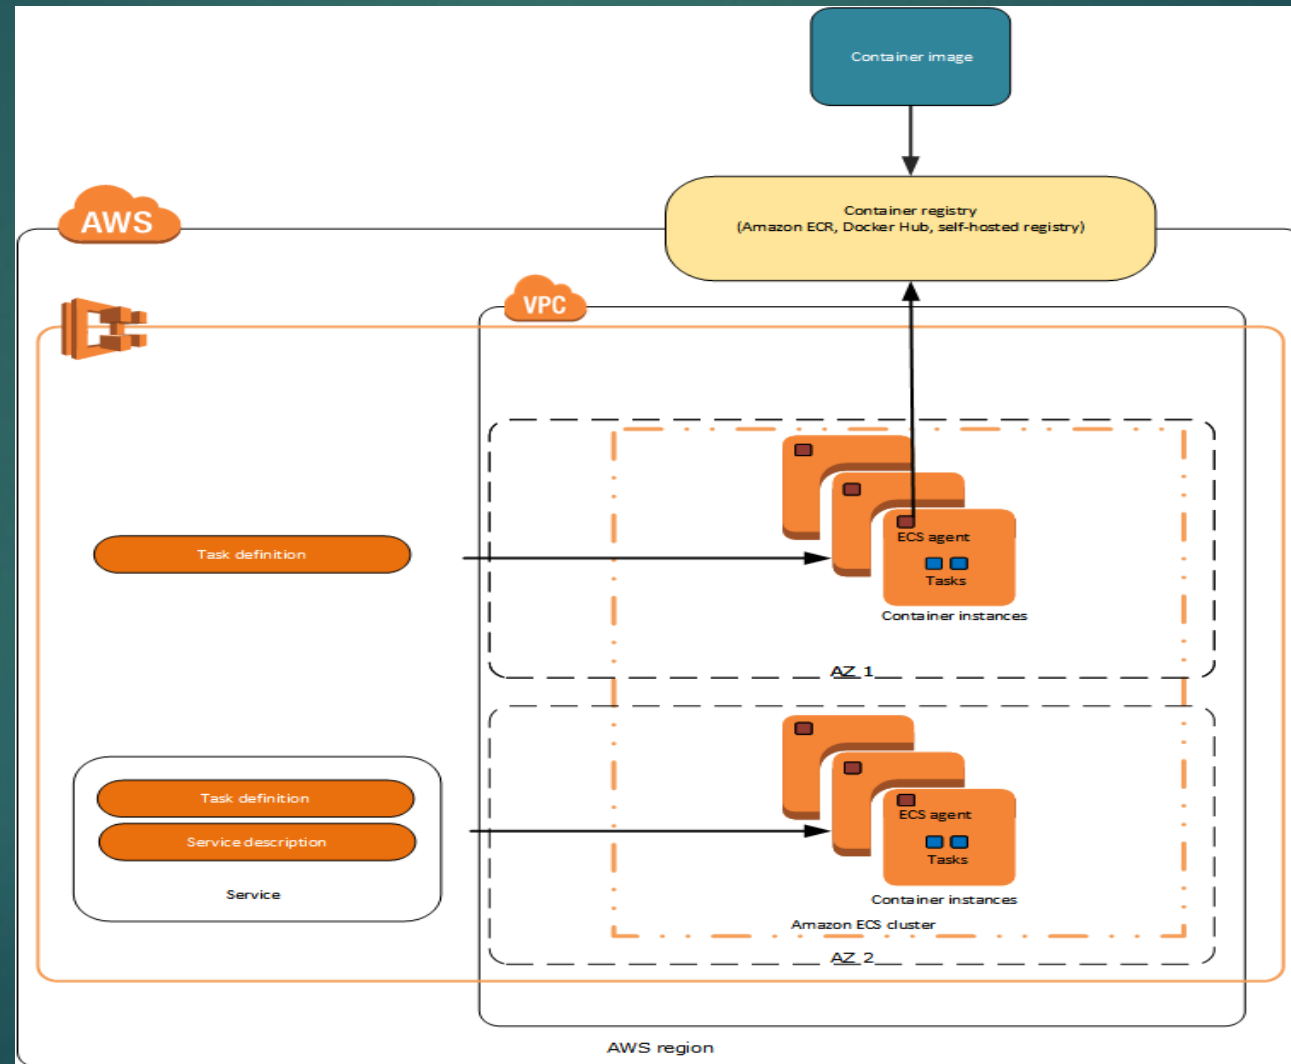 Container image
Container registry
(Amazon ECR, Docker Hub, self-hosted registry)
AWS
VPC
ECS agent
Task definition
Tasks
Container instances
AZ 1
Task definition
Service description
Service
ECS agent
Tasks
Container instances
Amazon ECS cluster
AZ 2
AWS region